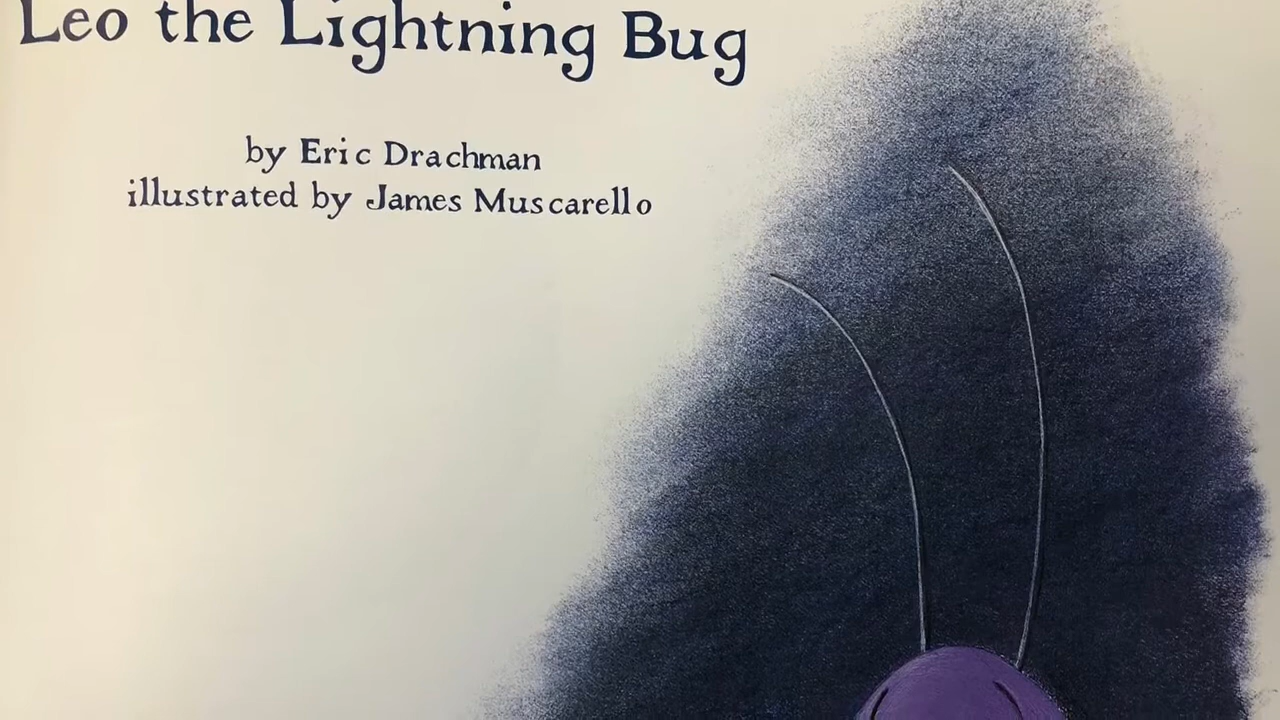 Leo the Lightning Bug
by Eric Drachman
illustrated by James Muscarello